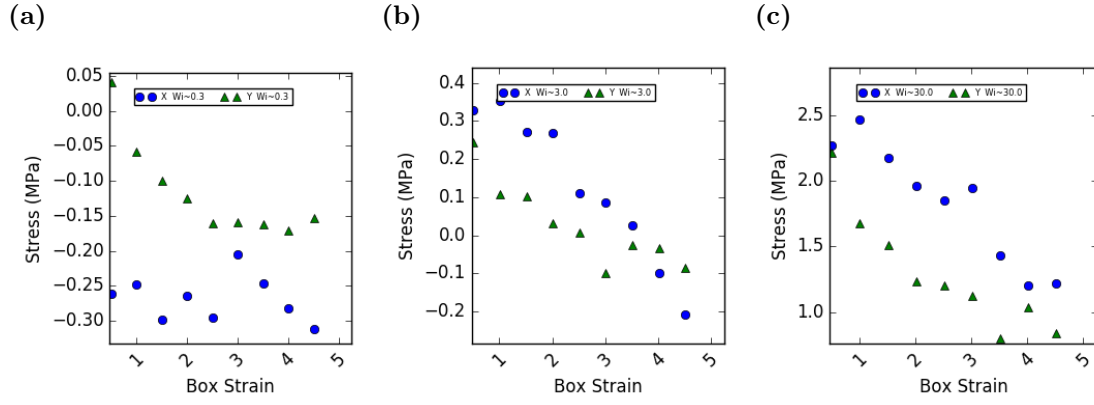 (a)
(b)
(c)
0.05
0.00
−0.05
−0.10
−0.15
−0.20
−0.25
−0.30
Stress (MPa)
X Wi~0.3 Y Wi~0.3
1 2 3 4 5
Box Strain
0.4
0.3
0.2
0.1
0.0
−0.1
−0.2
Stress (MPa)
X Wi~3.0 Y Wi~3.0
1 2 3 4 5
Box Strain
2.5
2.0
1.5
1.0
Stress (MPa)
X Wi~30.0 Y Wi~30.0
1 2 3 4 5
Box Strain